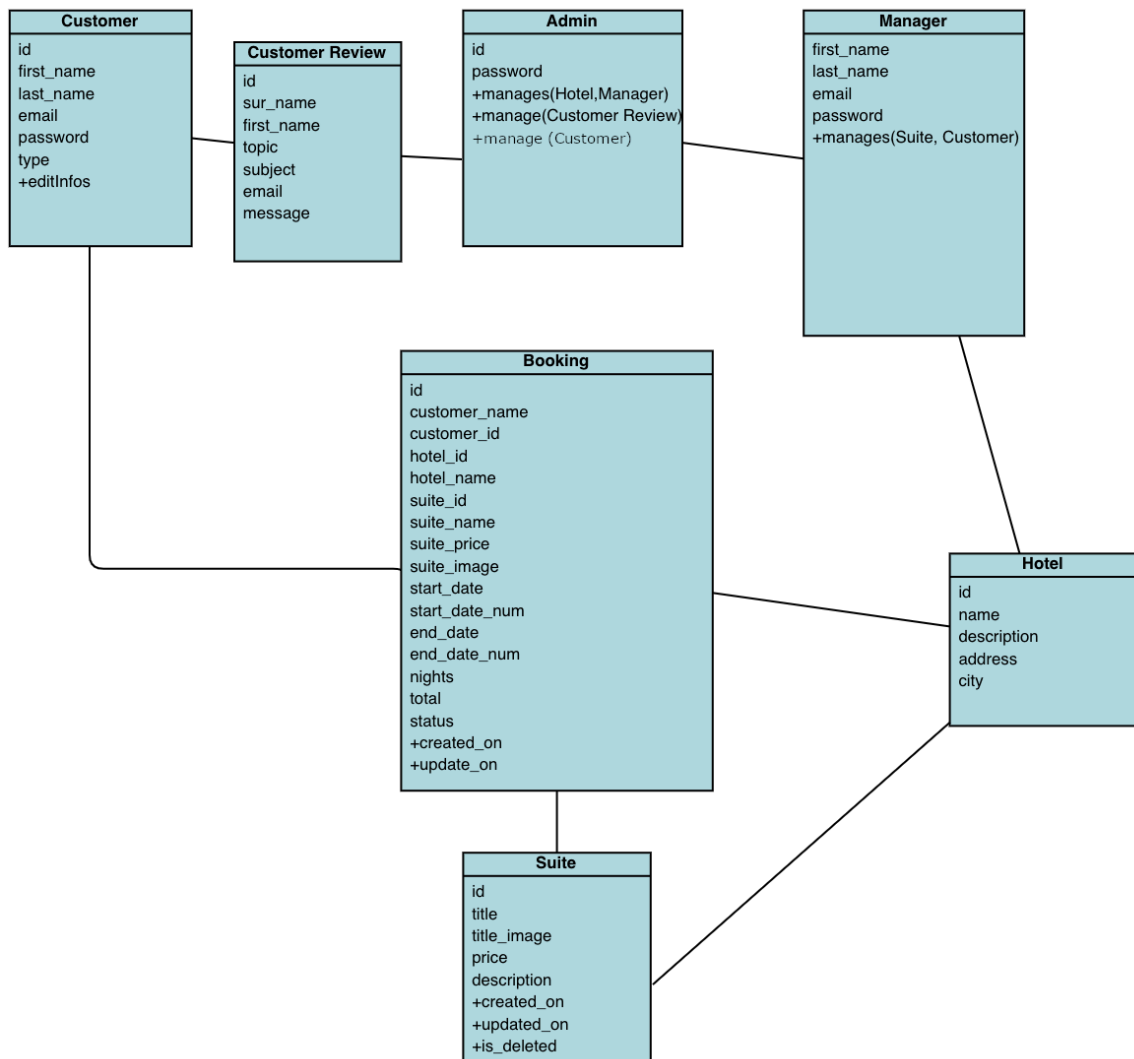 Customer
id
first_name
last_name
email
password
type
+editInfos
Customer Review
id
sur_name
first_name
topic
subject
email
message
Admin
id
password
+manages(Hotel,Manager)
+manage(Customer Review)
+manage (Customer)
Manager
first_name
last_name
email
password
+manages(Suite, Customer)
Booking
id
customer_name
customer_id
hotel_id
hotel_name
suite_id
suite_name
suite_price
suite_image
start_date
start_date_num
end_date
end_date_num
nights
total
status
+created_on
+update_on
Hotel
id
name
description
address
city
Suite
id
title
title_image
price
description
+created_on
+updated_on
+is_deleted